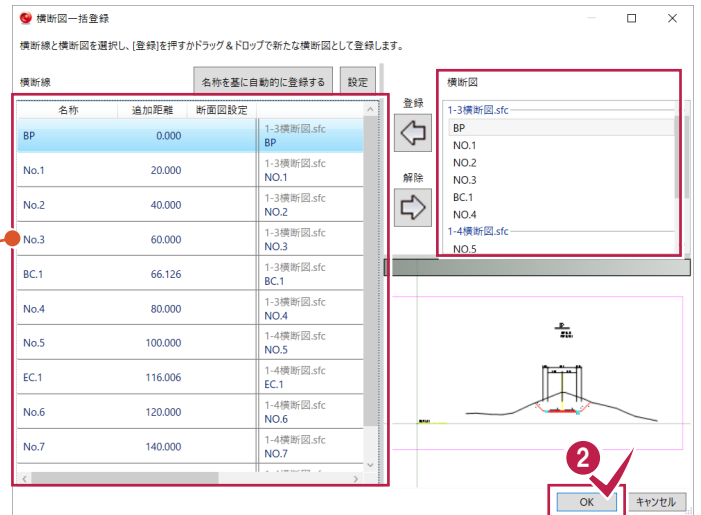 横断図一括登録
横断線と横断図を選択し、[登録]を押すかドラッグ＆ドロップで新たな横断図として登録します。
横断線
名称を基に自動的に登録する
設定
名称 追加距離 断面図設定
BP 0.000 1-3横断図.sfc
BP
No.1 20.000 1-3横断図.sfc
NO.1
No.2 40.000 1-3横断図.sfc
NO.2
No.3 60.000 1-3横断図.sfc
NO.3
BC.1 66.126 1-3横断図.sfc
BC.1
No.4 80.000 1-3横断図.sfc
NO.4
No.5 100.000 1-4横断図.sfc
NO.5
EC.1 116.006 1-4横断図.sfc
EC.1
No.6 120.000 1-4横断図.sfc
NO.6
No.7 140.000 1-4横断図.sfc
NO.7
登録
解除
横断図
1-3横断図.sfc
BP
NO.1
NO.2
NO.3
BC.1
NO.4
1-4横断図.sfc
NO.5
2
OK
キャンセル